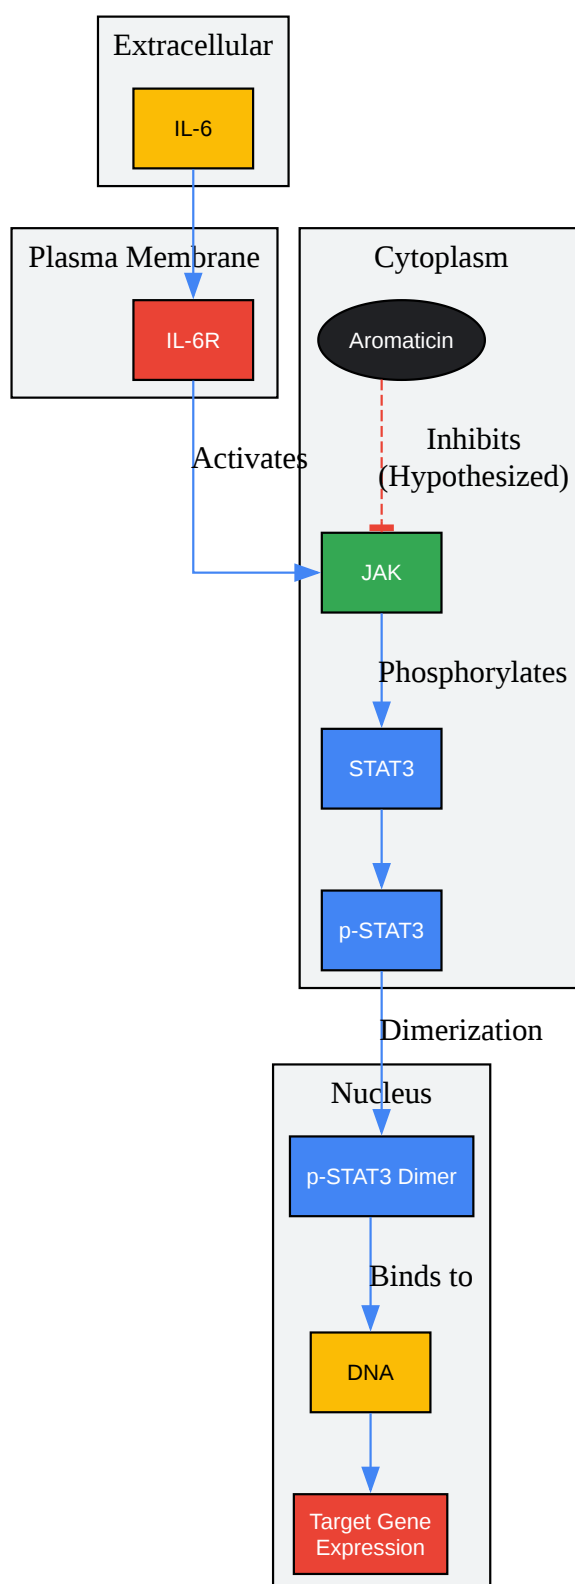 Extracellular
IL-6
Plasma Membrane
Cytoplasm
IL-6R
Aromaticin
Activates
Inhibits
(Hypothesized)
JAK
Phosphorylates
STAT3
p-STAT3
Dimerization
Nucleus
p-STAT3 Dimer
Binds to
DNA
Target Gene
Expression